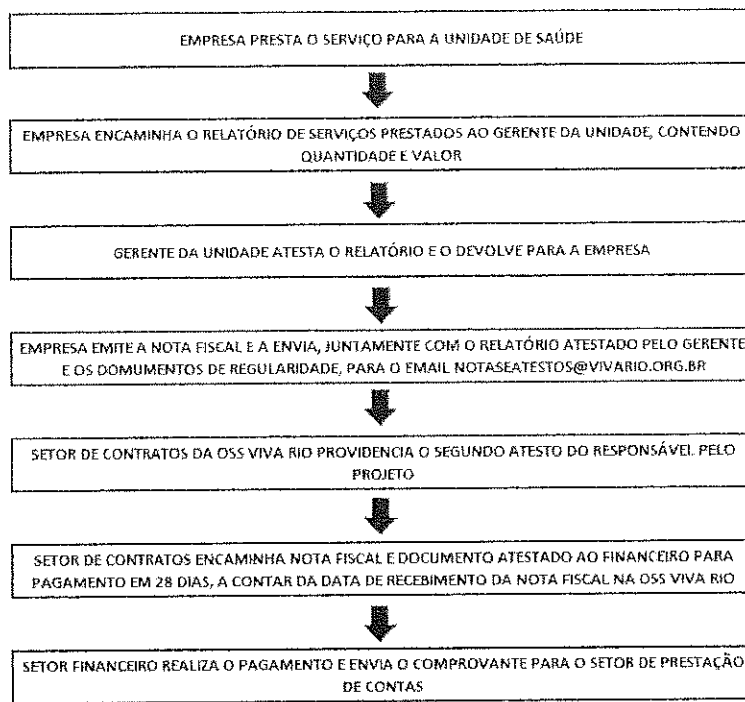 EMPRESA PRESTA O SERVIÇO PARA A UNIDADE DE SAÚDE
EMPRESA ENCAMINHA O RELATÓRIO DE SERVIÇOS PRESTADOS AO GERENTE DA UNIDADE, CONTENDO
QUANTIDADE E VALOR
GERENTE DA UNIDADE ATESTA O RELATÓRIO E O DEVOLVE PARA A EMPRESA
EMPRESA EMITE A NOTA FISCAL E A ENVIA, JUNTAMENTE COM O RELATÓRIO ATESTADO PELO GERENTE
E OS DOMUMENTOS DE REGULARIDADE, PARA O EMAIL NOTASEATESTOS@VIVARIO.ORG.BR
SETOR DE CONTRATOS DA OSS VIVA RIO PROVIDENCIA O SEGUNDO ATESTO DO RESPONSÁVEL PELO
PROJETO
SETOR DE CONTRATOS ENCAMINHA NOTA FISCAL E DOCUMENTO ATESTADO AO FINANCEIRO PARA
PAGAMENTO EM 28 DIAS, A CONTAR DA DATA DE RECEBIMENTO DA NOTA FISCAL NA OSS VIVA RIO
SETOR FINANCEIRO REALIZA O PAGAMENTO E ENVIA O COMPROVANTE PARA O SETOR DE PRESTAÇÃO
DE CONTAS